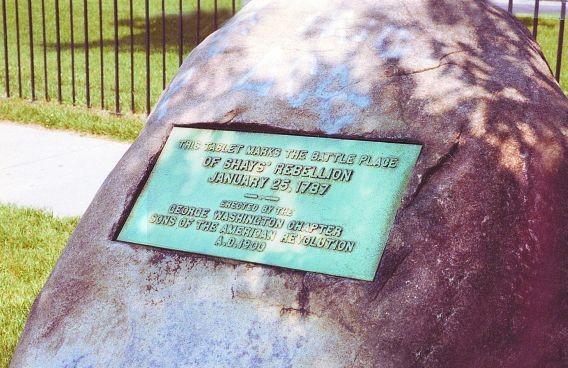 THIS TABLET MARKS THE BATTLE PLACE
OF SHAYS' REBELLION
JANUARY 25, 1787
ERECTED BY THE
GEORGE WASHINGTON CHAPTER
SONS OF THE AMERICAN REVOLUTION
A.D. 1900